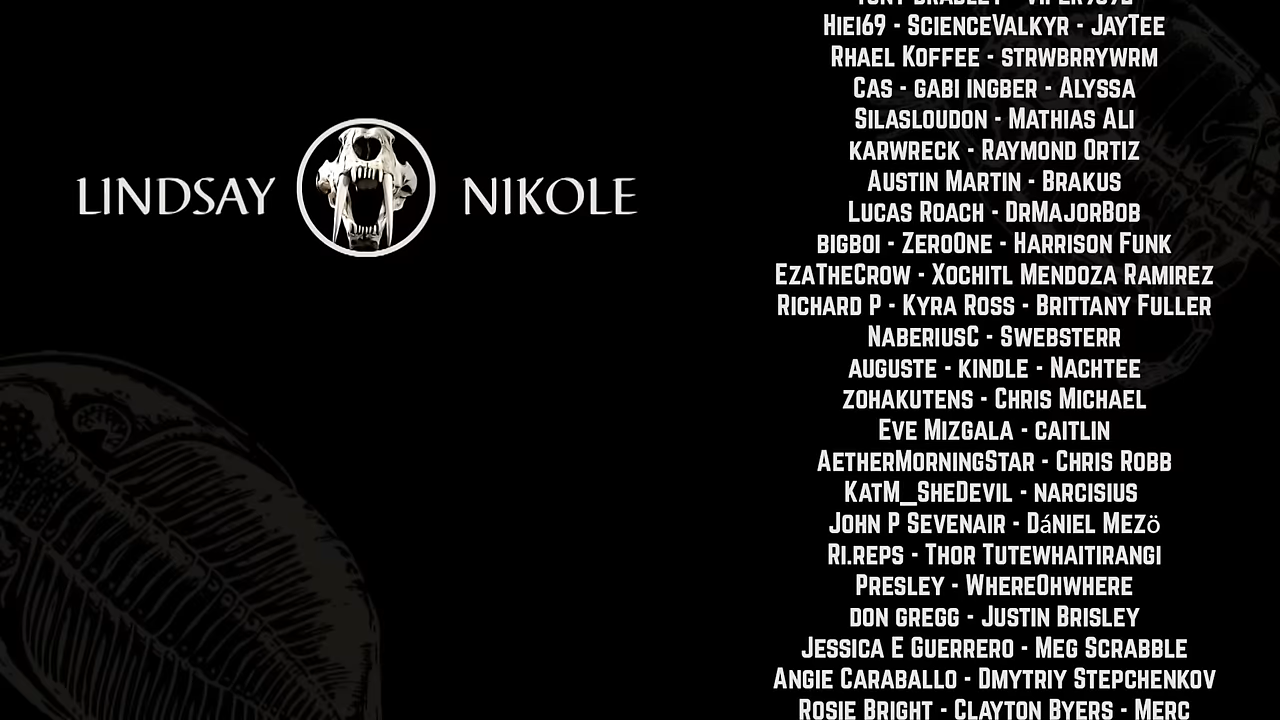 LINDSAY NIKOLE
Hiei69 - ScienceValkyr - JayTee
Rhael Koffee - strwbrrywrm
Cas - gabi ingber - Alyssa
Silasloudon - Mathias Ali
karwreck - Raymond Ortiz
Austin Martin - Brakus
Lucas Roach - DrMajorBob
bigboi - ZeroOne - Harrison Funk
EzaTheCrow - Xochitl Mendoza Ramirez
Richard P - Kyra Ross - Brittany Fuller
NaberiusC - Swebsterr
auguste - kindle - Nachtee
zohakutens - Chris Michael
Eve Mizgala - caitlin
AetherMorningStar - Chris Robb
KatM_SheDevil - narcisius
John P Sevenair - Dániel Mezö
Ri.reps - Thor Tutewhaitirangi
Presley - WhereOhwhere
don gregg - Justin Brisley
Jessica E Guerrero - Meg Scrabble
Angie Caraballo - Dmytriy Stepchenkov
Rosie Bright - Clayton Byers - Merc